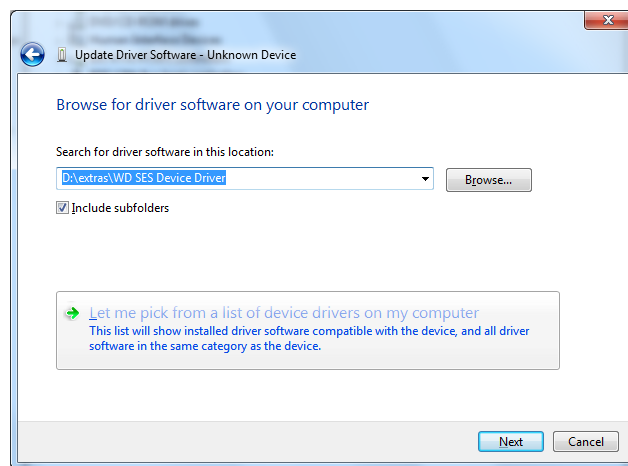 Update Driver Software - Unknown Device
Browse for driver software on your computer
Search for driver software in this location:
D:\extras\WD SES Device Driver
Browse...
Include subfolders
Let me pick from a list of device drivers on my computer
This list will show installed driver software compatible with the device, and all driver
software in the same category as the device.
Next
Cancel